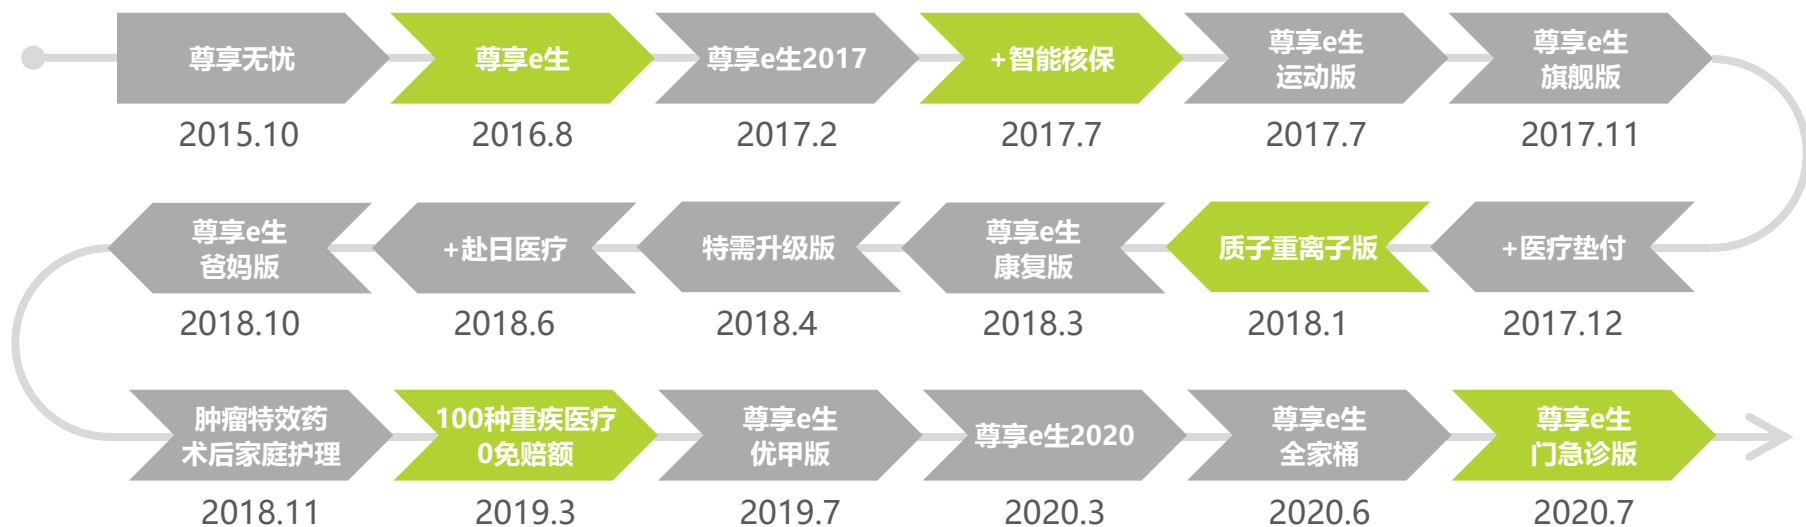 尊享无忧
2015.10
尊享e生
2016.8
尊享e生2017
2017.2
+智能核保
2017.7
尊享e生
运动版
2017.7
尊享e生
旗舰版
2017.11
+医疗垫付
2017.12
质子重离子版
2018.1
尊享e生
康复版
2018.3
特需升级版
2018.4
+赴日医疗
2018.6
尊享e生
爸妈版
2018.10
肿瘤特效药
术后家庭护理
2018.11
100种重疾医疗
0免赔额
2019.3
尊享e生
优甲版
2019.7
尊享e生2020
2020.3
尊享e生
全家桶
2020.6
尊享e生
门急诊版
2020.7